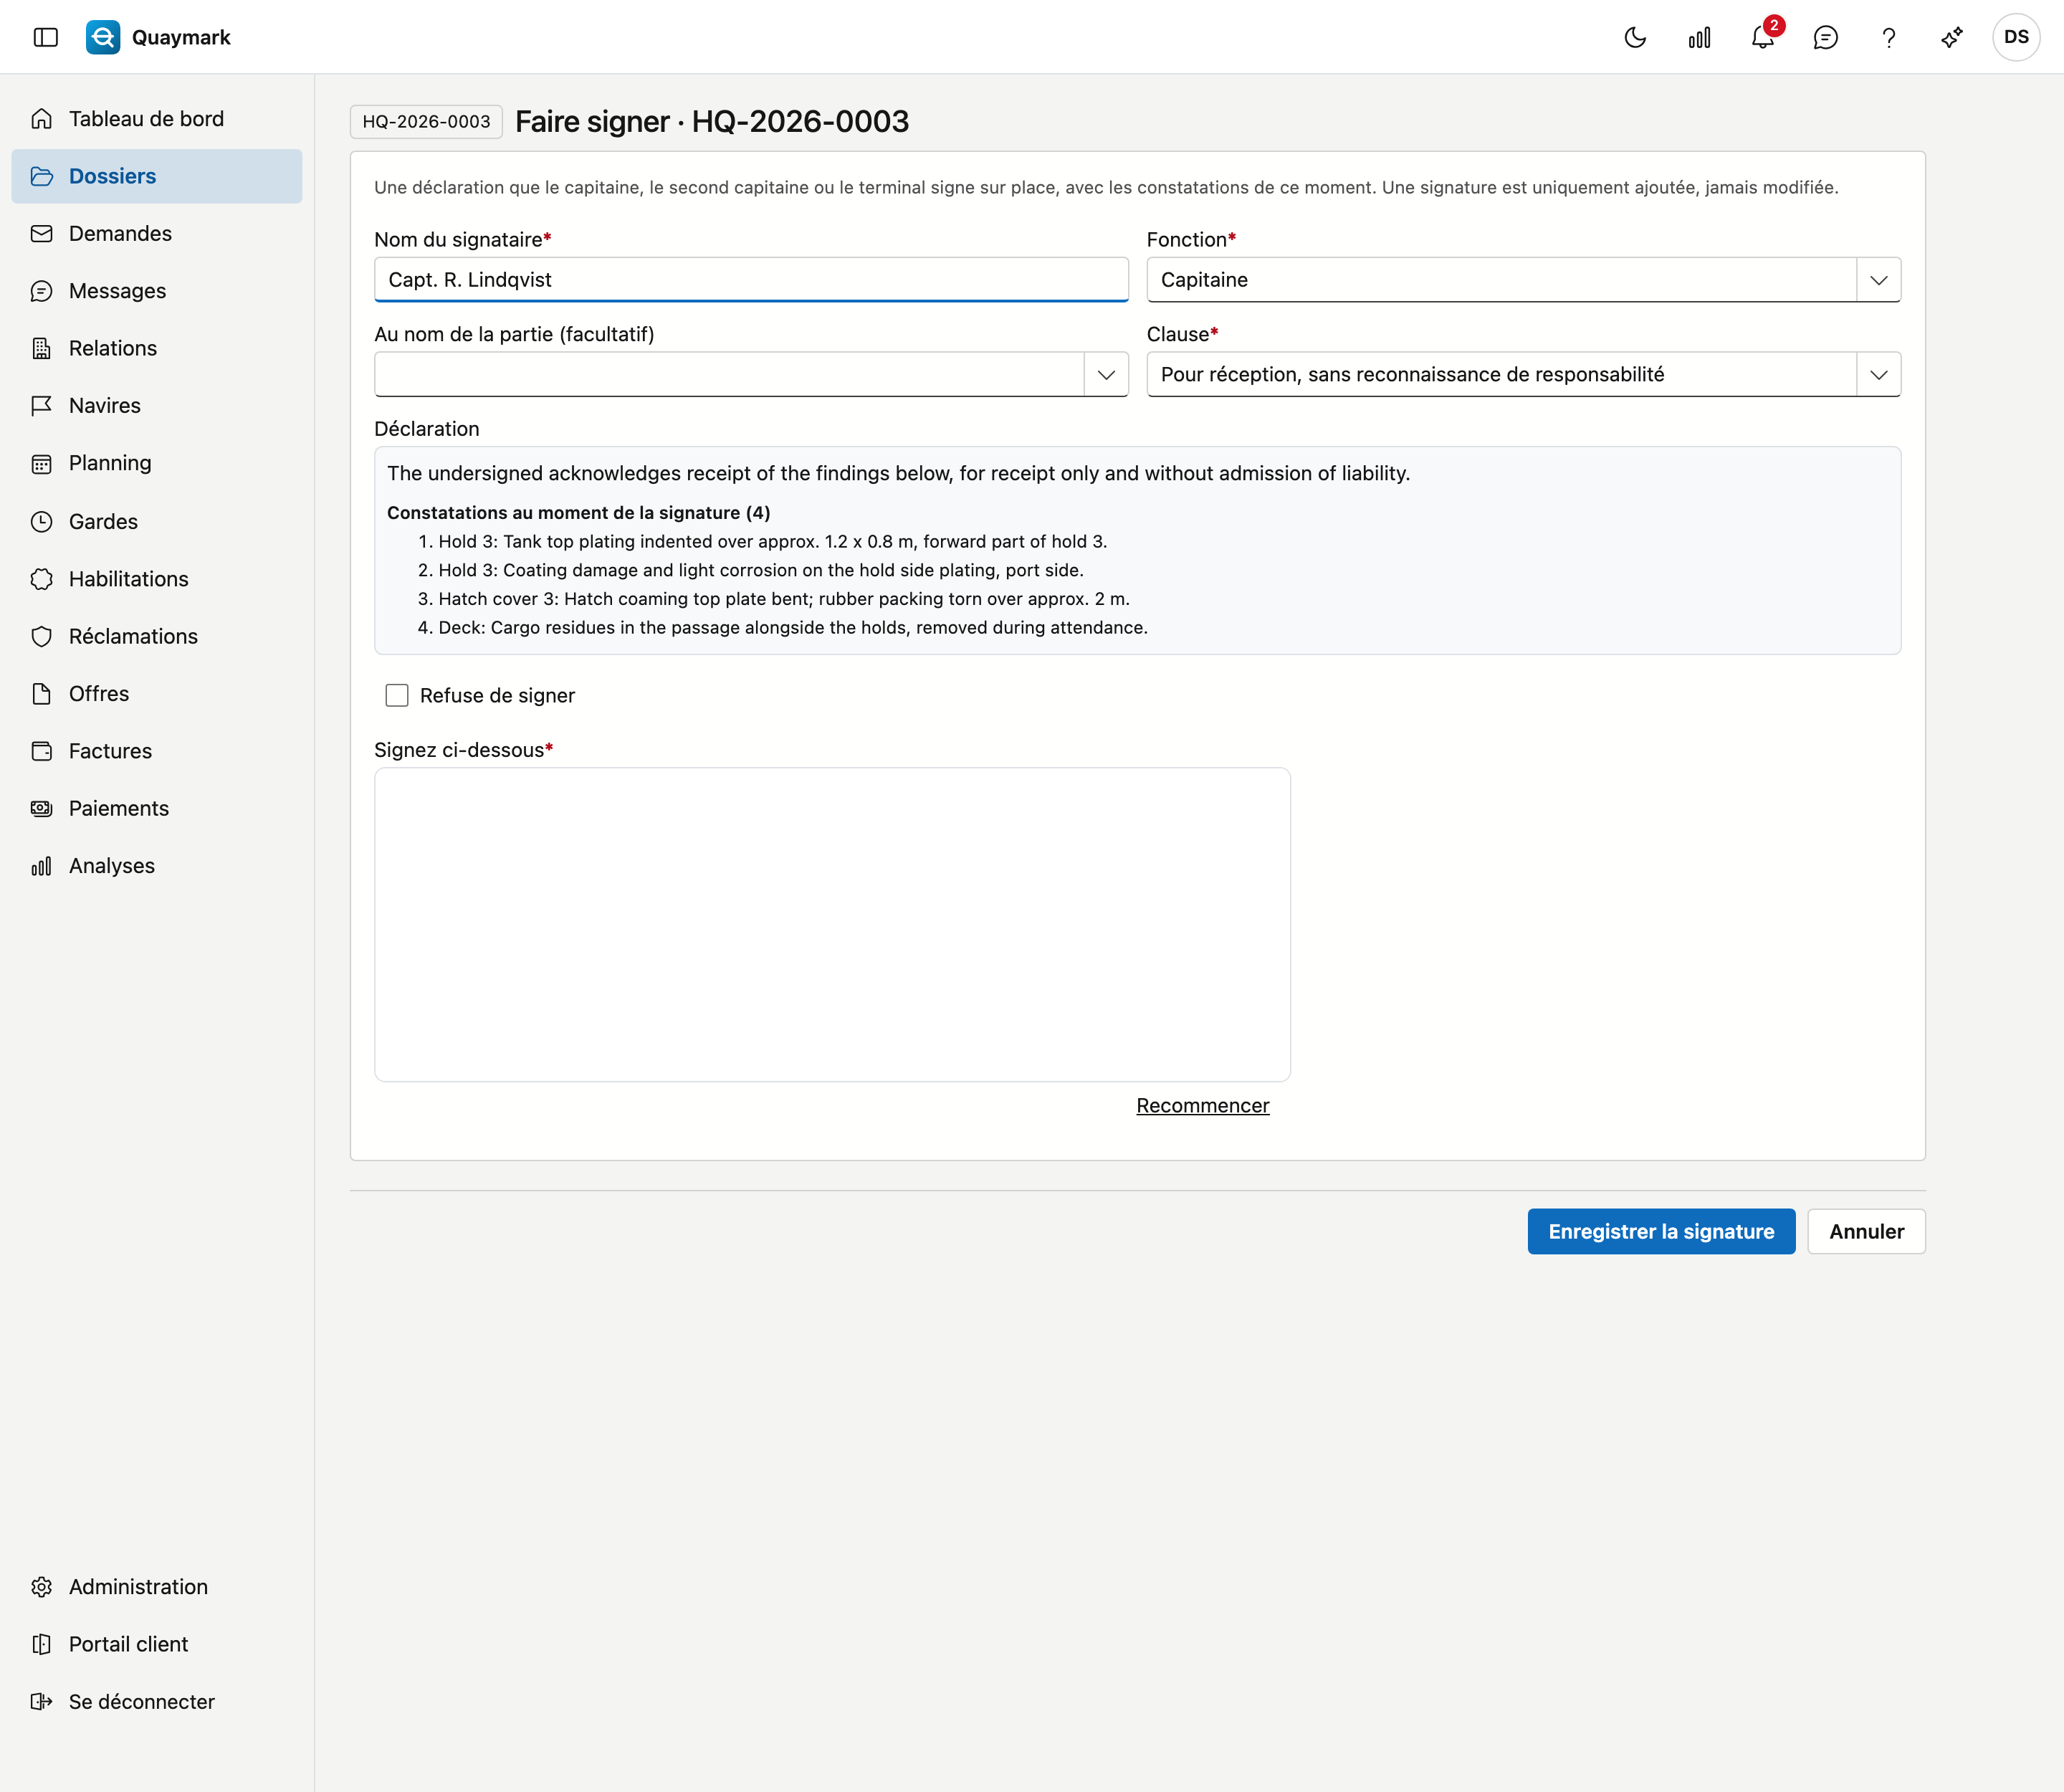 Quaymark
2
DS
Tableau de bord
Dossiers
Demandes
Messages
Relations
Navires
Planning
Gardes
Habilitations
Réclamations
Offres
Factures
Paiements
Analyses
Administration
Portail client
Se déconnecter
HQ-2026-0003
Faire signer · HQ-2026-0003
Une déclaration que le capitaine, le second capitaine ou le terminal signe sur place, avec les constatations de ce moment. Une signature est uniquement ajoutée, jamais modifiée.
Nom du signataire*
Capt. R. Lindqvist
Fonction*
Capitaine
Au nom de la partie (facultatif)
Clause*
Pour réception, sans reconnaissance de responsabilité
Déclaration
The undersigned acknowledges receipt of the findings below, for receipt only and without admission of liability.
Constatations au moment de la signature (4)
1. Hold 3: Tank top plating indented over approx. 1.2 x 0.8 m, forward part of hold 3.
2. Hold 3: Coating damage and light corrosion on the hold side plating, port side.
3. Hatch cover 3: Hatch coaming top plate bent; rubber packing torn over approx. 2 m.
4. Deck: Cargo residues in the passage alongside the holds, removed during attendance.
Refuse de signer
Signez ci-dessous*
Recommencer
Enregistrer la signature
Annuler